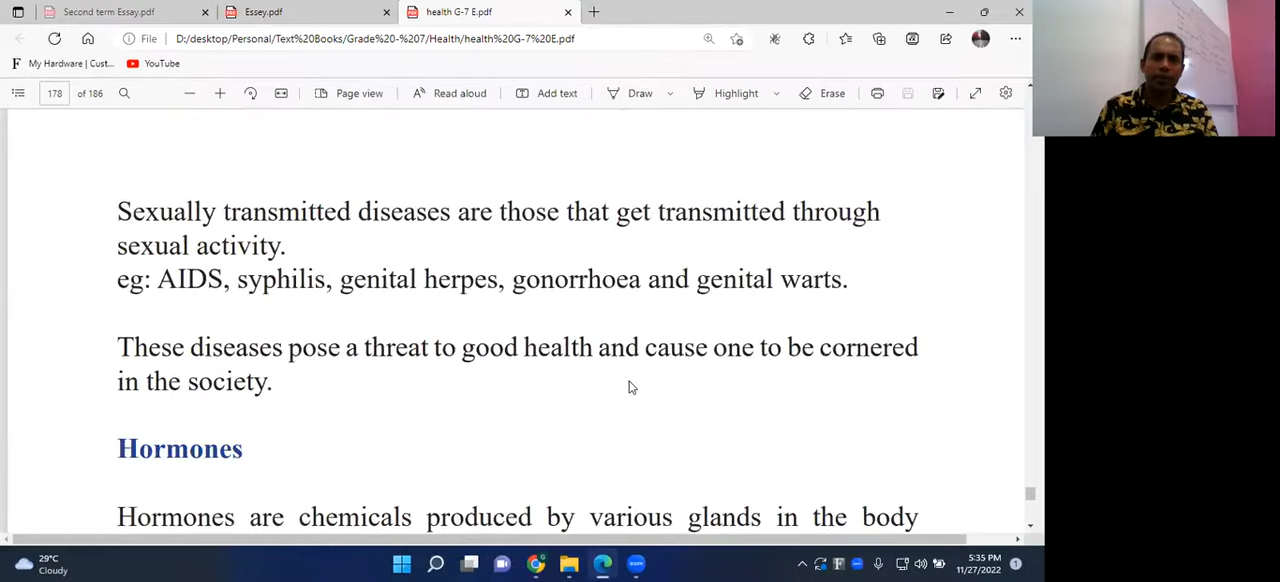 Second term Essay.pdf
Essey.pdf
health G-7 E.pdf
File
D:/desktop/Personal/Text%20Books/Grade%20-%207/Health/health%20G-7%20E.pdf
My Hardware | Cust...
YouTube
178 of 186
Page view
Read aloud
Add text
Draw
Highlight
Erase
Sexually transmitted diseases are those that get transmitted through
sexual activity.
eg: AIDS, syphilis, genital herpes, gonorrhoea and genital warts.
These diseases pose a threat to good health and cause one to be cornered
in the society.
Hormones
Hormones are chemicals produced by various glands in the body
29°C
Cloudy
zoom
5:35 PM
11/27/2022
1